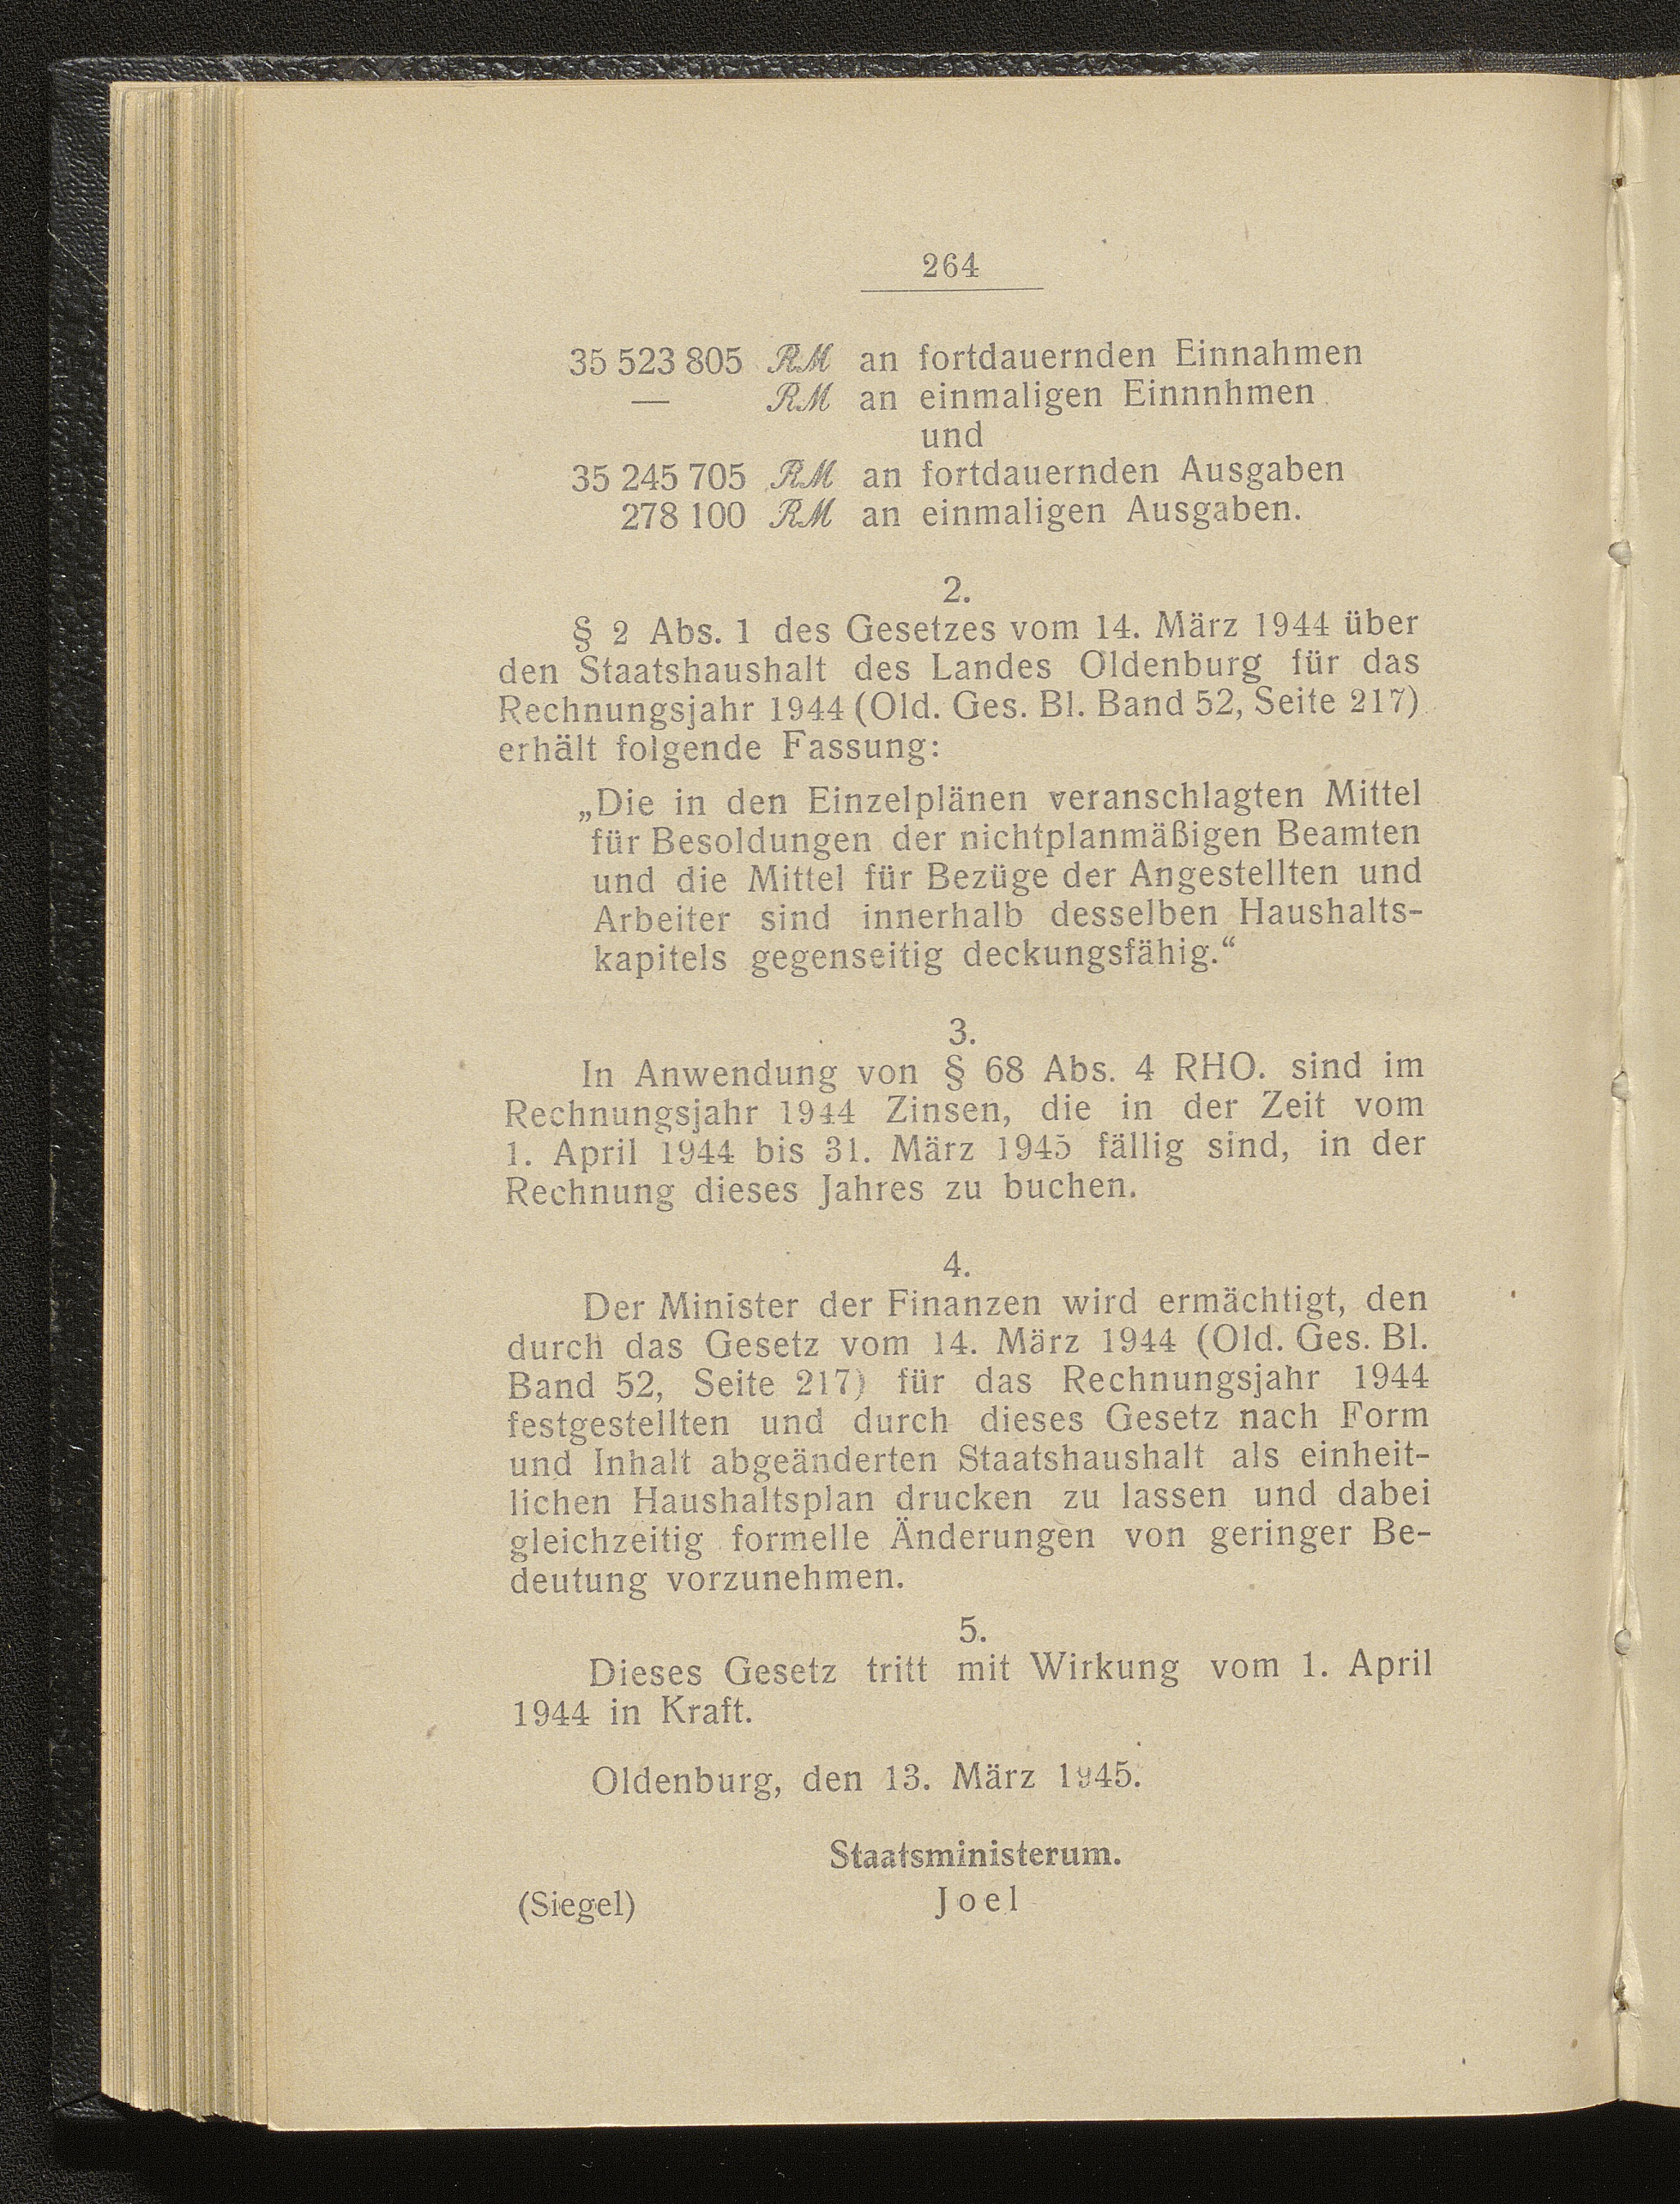 264
35 523 805 RM an fortdauernden Einnahmen
— RM an einmaligen Einnnhmen
und
35 245 705 RM an fortdauernden Ausgaben
278 100 RM an einmaligen Ausgaben.
2.
§ 2 Abs. 1 des Gesetzes vom 14. März 1944 über
den Staatshaushalt des Landes Oldenburg für das
Rechnungsjahr 1944 (Old. Ges. Bl. Band 52, Seite 217)
erhält folgende Fassung:
„Die in den Einzelplänen veranschlagten Mittel
für Besoldungen der nichtplanmäßigen Beamten
und die Mittel für Bezüge der Angestellten und
Arbeiter sind innerhalb desselben Haushalts-
kapitels gegenseitig deckungsfähig.“
3.
In Anwendung von § 68 Abs. 4 RHO. sind im
Rechnungsjahr 1944 Zinsen, die in der Zeit vom
1. April 1944 bis 31. März 1945 fällig sind, in der
Rechnung dieses Jahres zu buchen.
4.
Der Minister der Finanzen wird ermächtigt, den
durch das Gesetz vom 14. März 1944 (Old. Ges. Bl.
Band 52, Seite 217) für das Rechnungsjahr 1944
festgestellten und durch dieses Gesetz nach Form
und Inhalt abgeänderten Staatshaushalt als einheit-
lichen Haushaltsplan drucken zu lassen und dabei
gleichzeitig formelle Änderungen von geringer Be-
deutung vorzunehmen.
5.
Dieses Gesetz tritt mit Wirkung vom 1. April
1944 in Kraft.
Oldenburg, den 13. März 1945.
Staatsministerum.
(Siegel) Joel